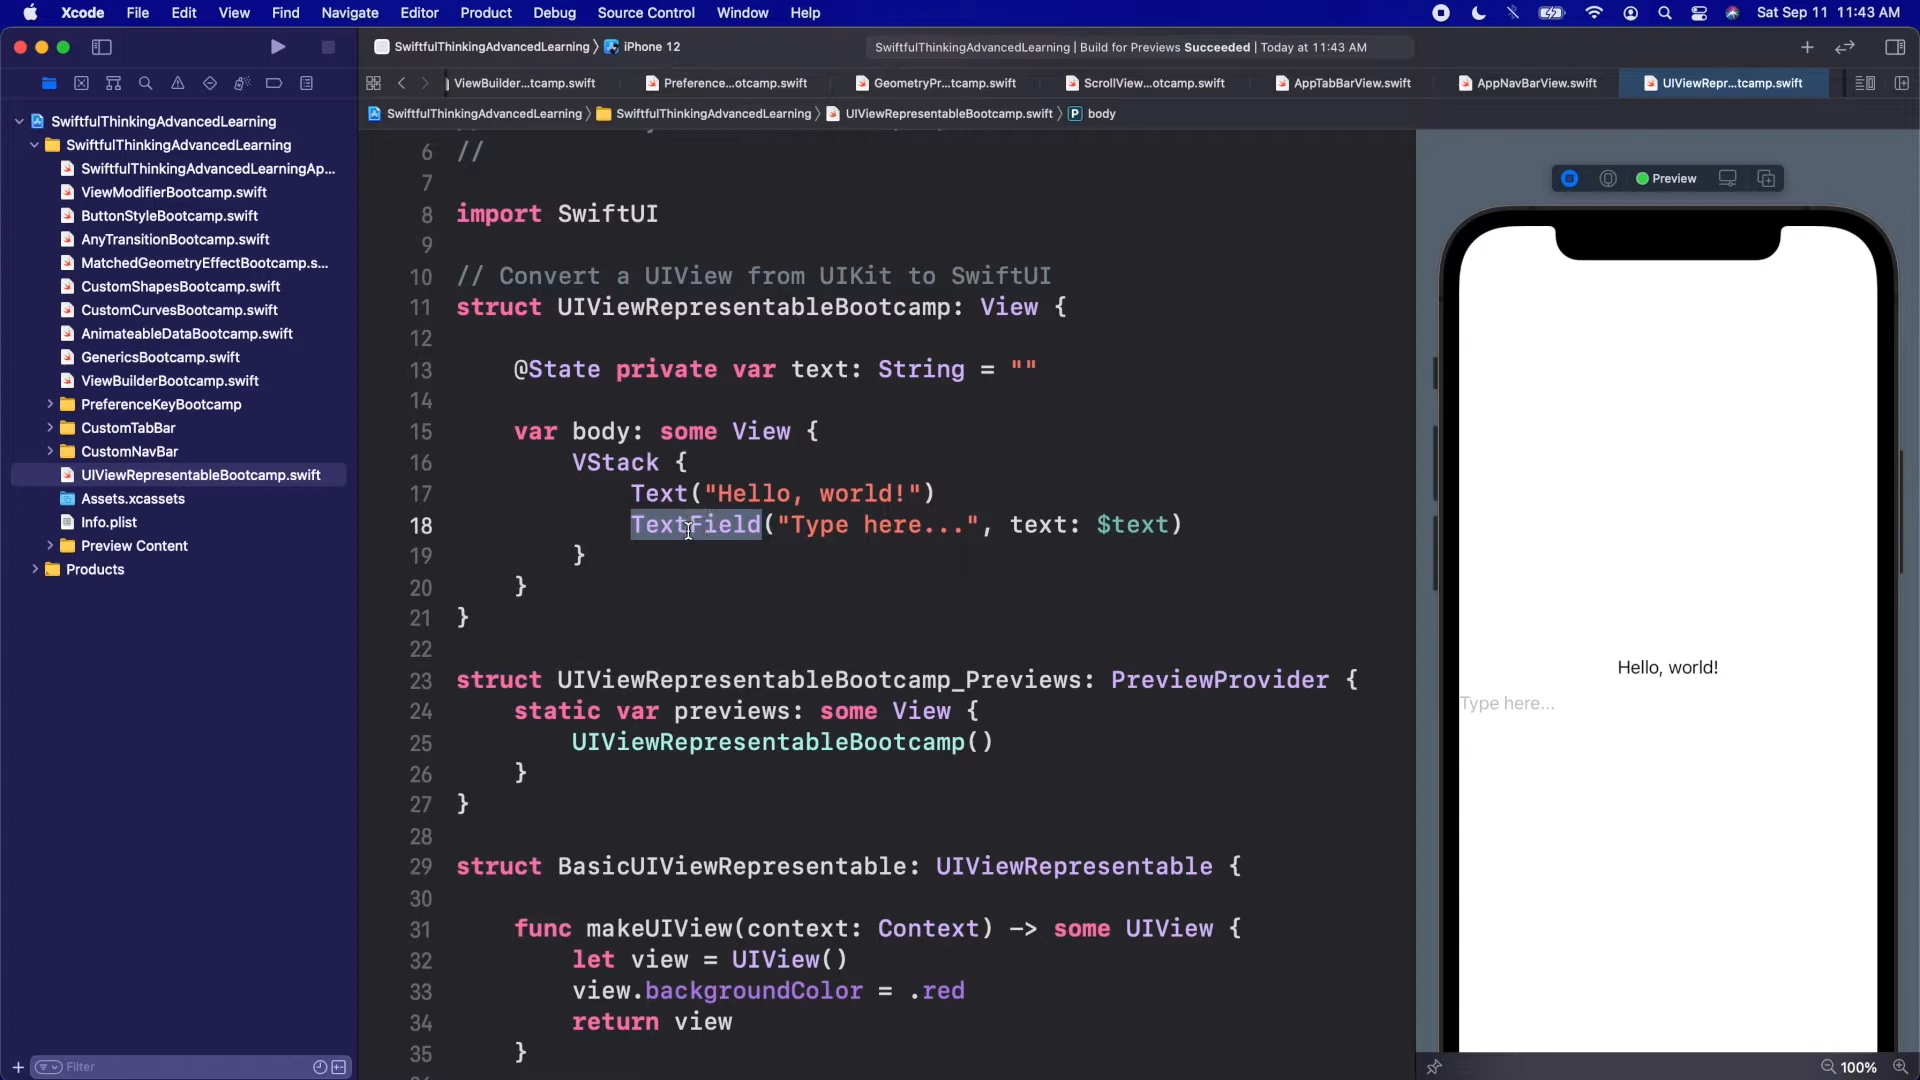 Xcode File Edit View Find Navigate Editor Product Debug Source Control Window Help Sat Sep 11 11:43 AM
SwiftfulThinkingAdvancedLearning iPhone 12 SwiftfulThinkingAdvancedLearning | Build for Previews Succeeded | Today at 11:43 AM
ViewBuilder...tcamp.swift Preference...otcamp.swift GeometryPr...tcamp.swift ScrollView...otcamp.swift AppTabBarView.swift AppNavBarView.swift UIViewRepr...tcamp.swift
SwiftfulThinkingAdvancedLearning SwiftfulThinkingAdvancedLearning UIViewRepresentableBootcamp.swift P body
SwiftfulThinkingAdvancedLearning
SwiftfulThinkingAdvancedLearning
SwiftfulThinkingAdvancedLearningAp...
ViewModifierBootcamp.swift
ButtonStyleBootcamp.swift
AnyTransitionBootcamp.swift
MatchedGeometryEffectBootcamp.s...
CustomShapesBootcamp.swift
CustomCurvesBootcamp.swift
AnimateableDataBootcamp.swift
GenericsBootcamp.swift
ViewBuilderBootcamp.swift
PreferenceKeyBootcamp
CustomTabBar
CustomNavBar
UIViewRepresentableBootcamp.swift
Assets.xcassets
Info.plist
Preview Content
Products
Filter
6 //
7
8 import SwiftUI
9
10 // Convert a UIView from UIKit to SwiftUI
11 struct UIViewRepresentableBootcamp: View {
12
13 @State private var text: String = ""
14
15 var body: some View {
16 VStack {
17 Text("Hello, world!")
18 TextField("Type here...", text: $text)
19 }
20 }
21 }
22
23 struct UIViewRepresentableBootcamp_Previews: PreviewProvider {
24 static var previews: some View {
25 UIViewRepresentableBootcamp()
26 }
27 }
28
29 struct BasicUIViewRepresentable: UIViewRepresentable {
30
31 func makeUIView(context: Context) -> some UIView {
32 let view = UIView()
33 view.backgroundColor = .red
34 return view
35 }
Preview
Hello, world!
Type here...
100%